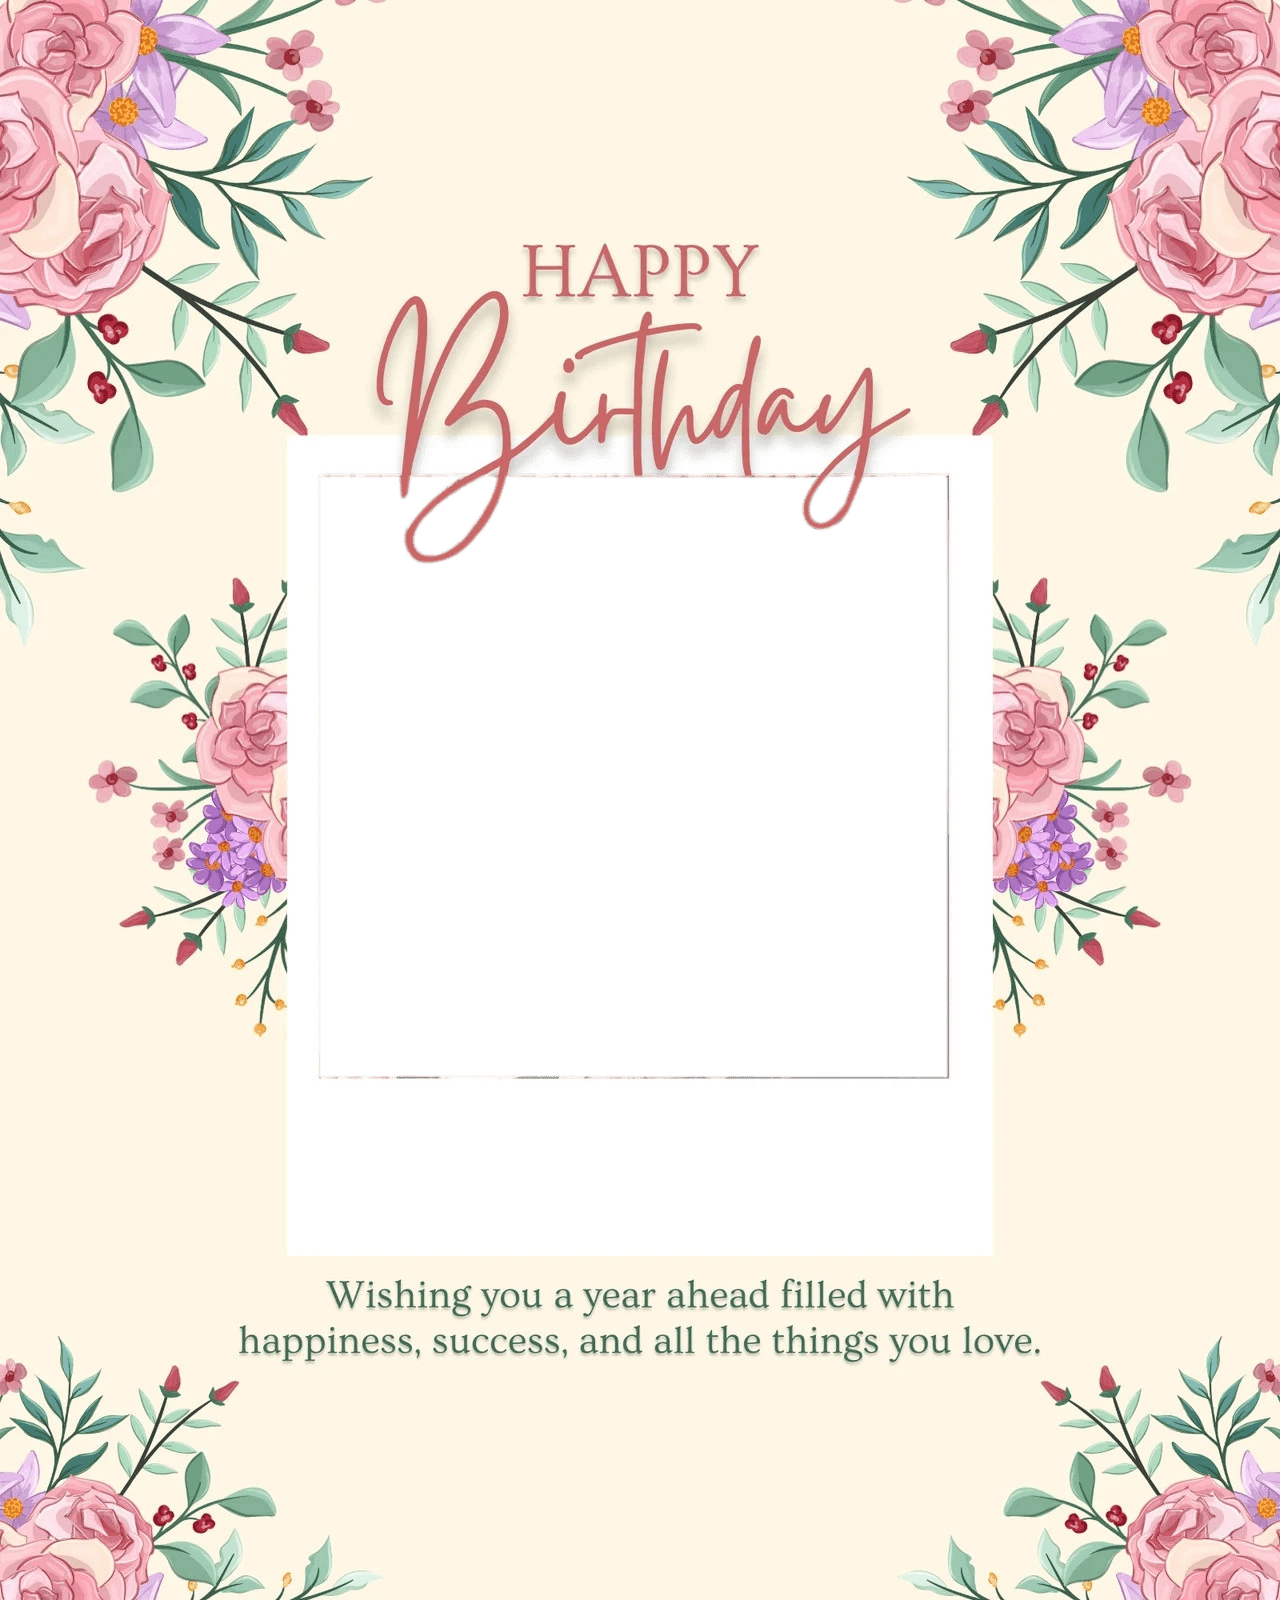 HAPPY
Birthday
Wishing you a year ahead filled with
happiness, success, and all the things you love.